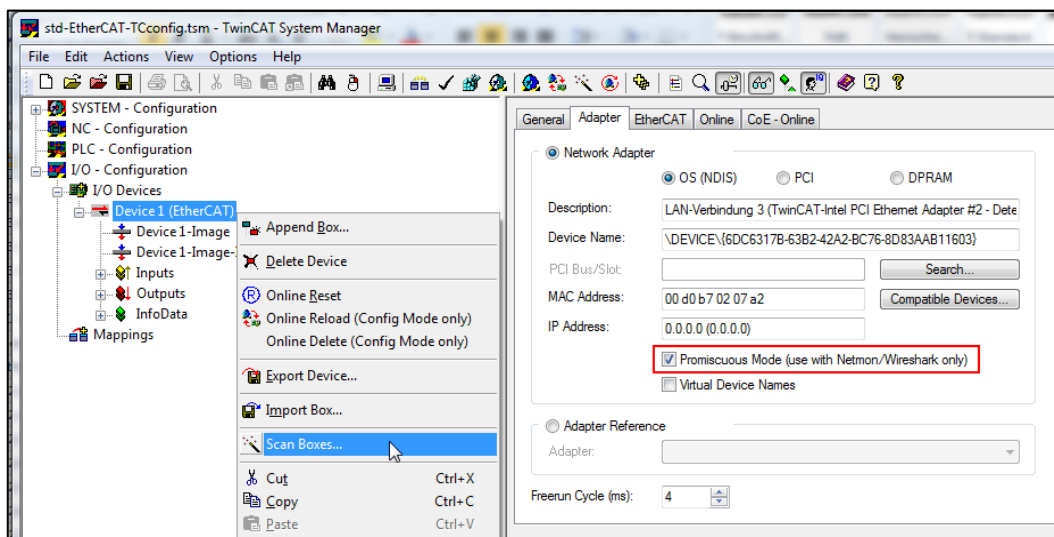 std-EtherCAT-TCconfig.tsm - TwinCAT System Manager
File Edit Actions View Options Help
SYSTEM - Configuration
NC - Configuration
PLC - Configuration
I/O - Configuration
I/O Devices
Device 1 (EtherCAT)
Device 1-Image
Device 1-Image-
Inputs
Outputs
InfoData
Mappings
Append Box...
Delete Device
Online Reset
Online Reload (Config Mode only)
Online Delete (Config Mode only)
Export Device...
Import Box...
Scan Boxes...
Cut Ctrl+X
Copy Ctrl+C
Paste Ctrl+V
General Adapter EtherCAT Online CoE - Online
Network Adapter
OS (NDIS) PCI DPRAM
Description: LAN-Verbindung 3 (TwinCAT-Intel PCI Ethernet Adapter #2 - Dete
Device Name: \DEVICE\{6DC6317B-63B2-42A2-BC76-8D83AAB11603}
PCI Bus/Slot: Search...
MAC Address: 00 d0 b7 02 07 a2 Compatible Devices...
IP Address: 0.0.0.0 (0.0.0.0)
Promiscuous Mode (use with Netmon/Wireshark only)
Virtual Device Names
Adapter Reference
Adapter:
Freerun Cycle (ms): 4